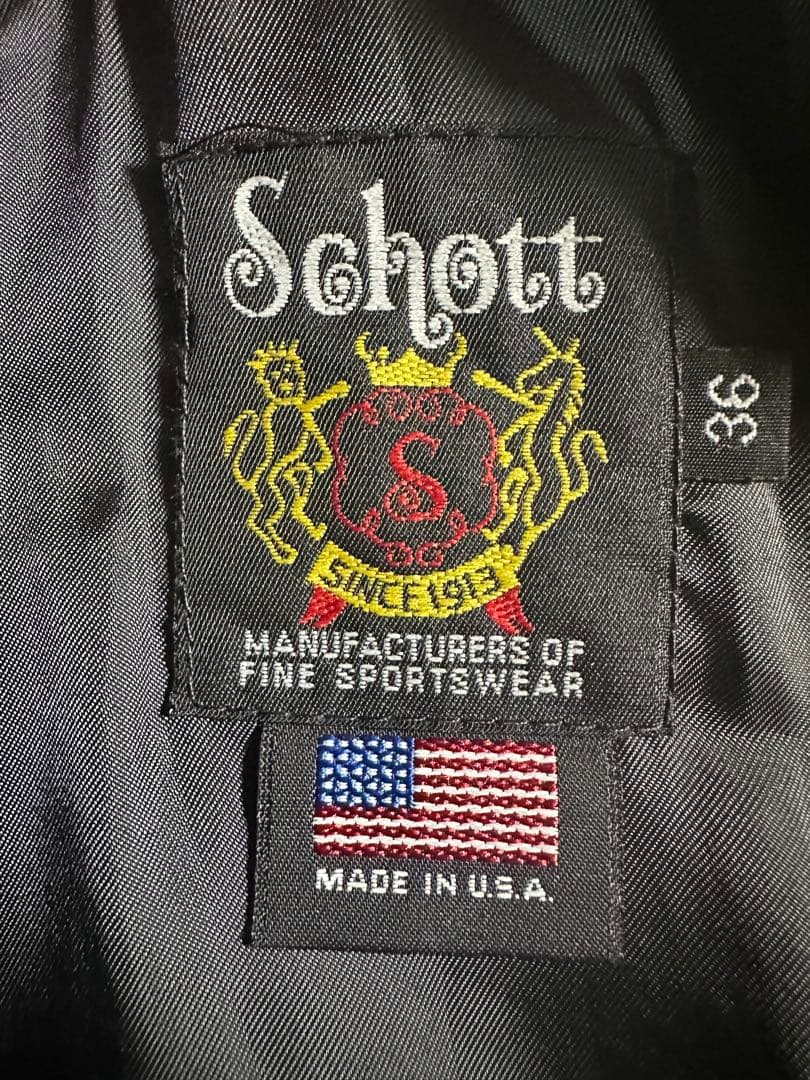 Schott
36
S
SINCE 1913
MANUFACTURERS OF
FINE SPORTSWEAR
MADE IN U.S.A.